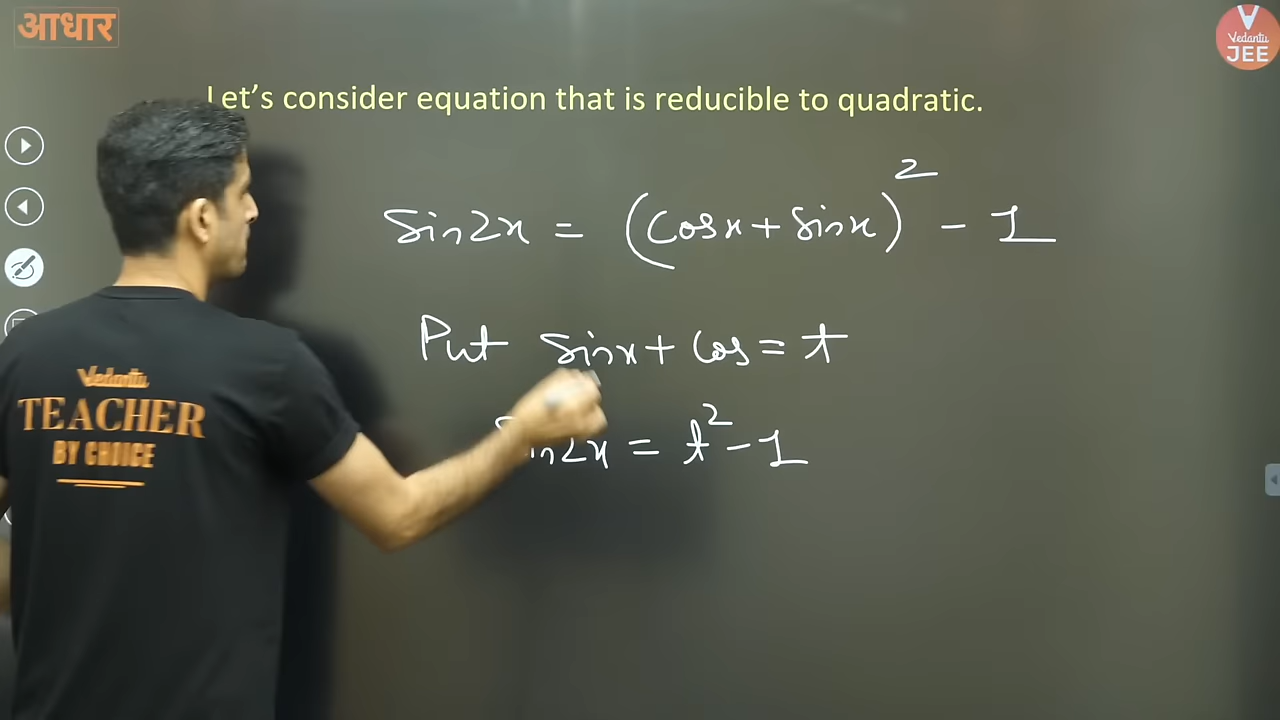 आधार
Vedantu
JEE
Let's consider equation that is reducible to quadratic.
Sin2x = (Cosx + Sinx)² - 1
Put Sinx + Cos = t
Sin2x = t² - 1
Vedantu
TEACHER
BY CHOICE